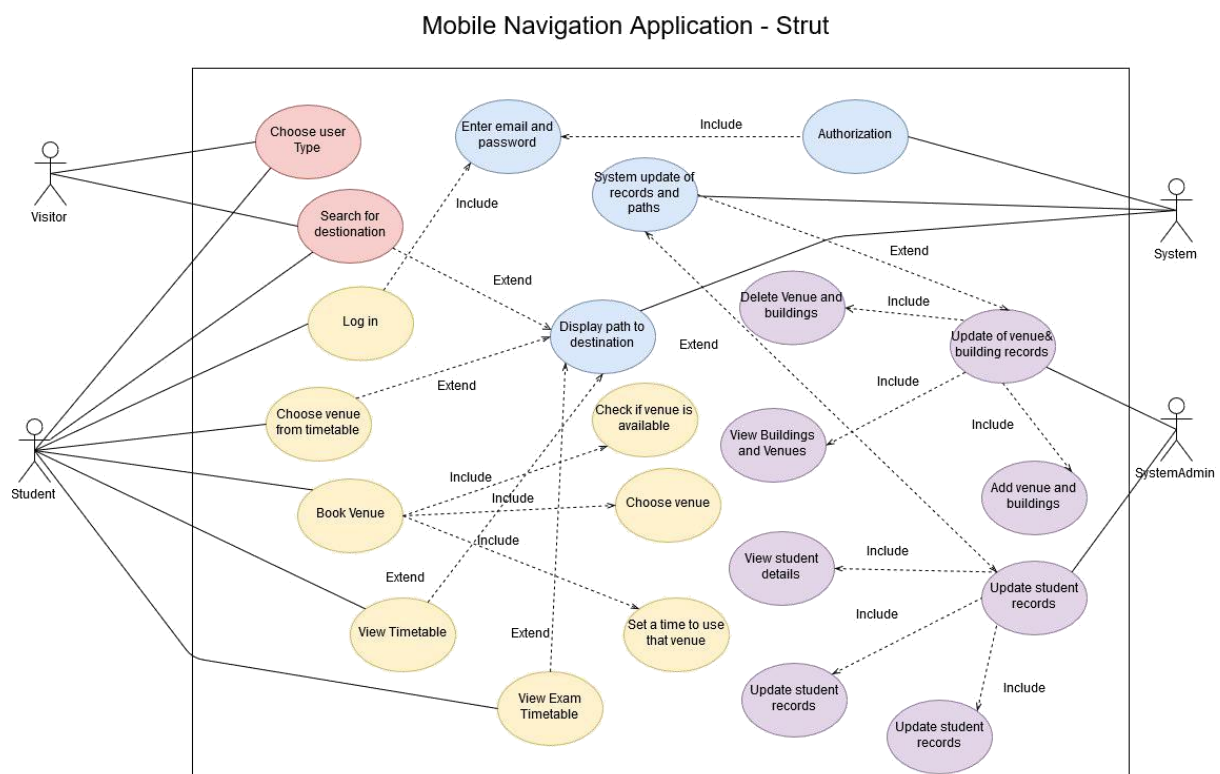 Mobile Navigation Application - Strut
Choose user
Type
Enter email and
password
Include
Authorization
Visitor
System update of
records and
paths
Include
Search for
destionation
System
Extend
Extend
Delete Venue and
buildings
Include
Log in
Display path to
destination
Extend
Update of venue&
building records
Extend
Include
Choose venue
from timetable
Check if venue is
available
Include
View Buildings
and Venues
Student
SystemAdmin
Include
Include
Add venue and
buildings
Book Venue
Choose venue
Include
Include
View student
details
Extend
Update student
records
Include
View Timetable
Extend
Set a time to use
that venue
Include
View Exam
Timetable
Update student
records
Update student
records